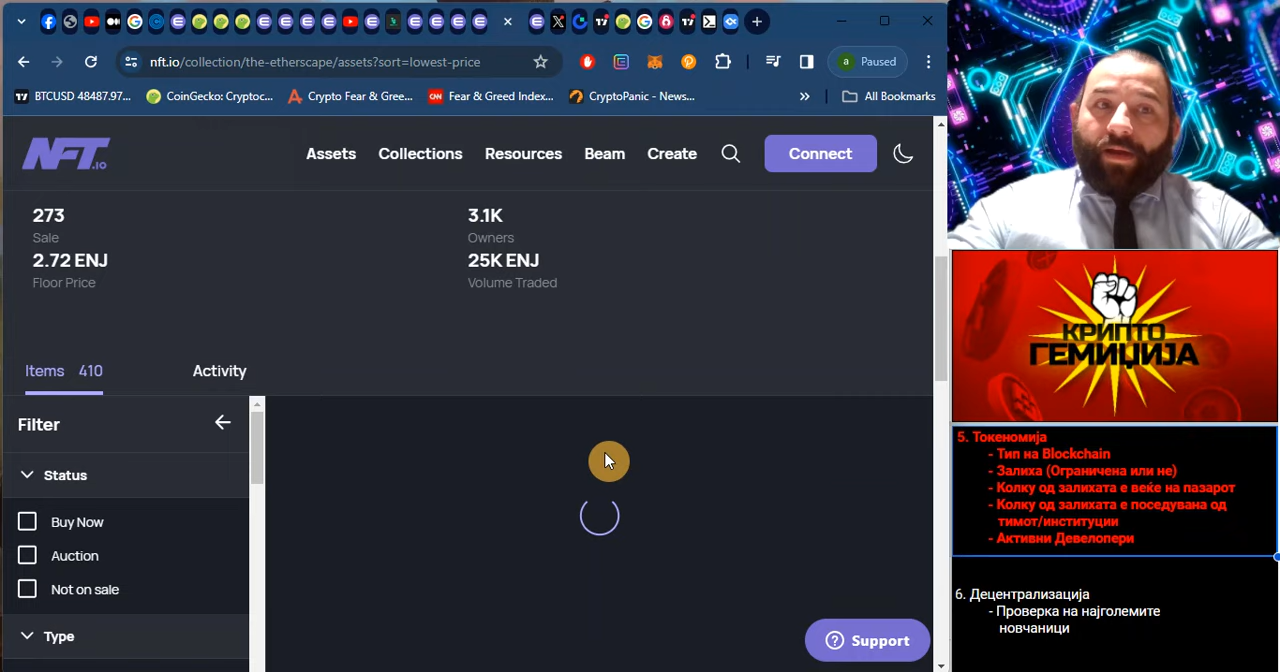 nft.io/collection/the-etherscape/assets?sort=lowest-price
a Paused
BTCUSD 48487.97...
CoinGecko: Cryptoc...
Crypto Fear & Gree...
Fear & Greed Index...
CryptoPanic - News...
All Bookmarks
NFT.io
Assets
Collections
Resources
Beam
Create
Connect
273
Sale
3.1K
Owners
2.72 ENJ
Floor Price
25K ENJ
Volume Traded
Items 410
Activity
Filter
Status
Buy Now
Auction
Not on sale
Type
Support
КРИПТО
ГЕМИЏИЈА
5. Токеномија
- Тип на Blockchain
- Залиха (Ограничена или не)
- Колку од залихата е веќе на пазарот
- Колку од залихата е поседувана од
тимот/институции
- Активни Девелопери
6. Децентрализација
- Проверка на најголемите
новчаници